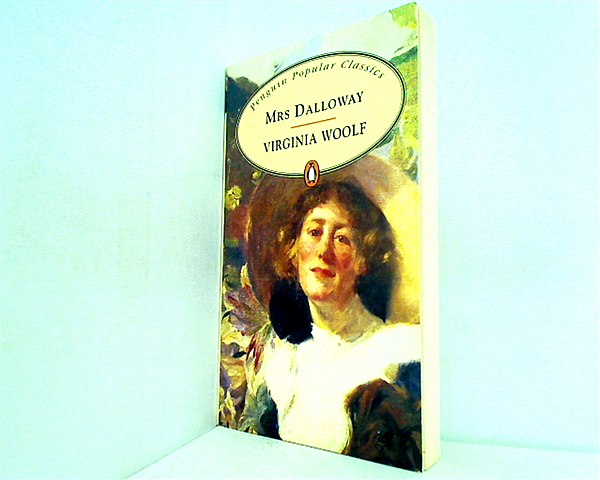 Penguin Popular Classics
MRS DALLOWAY
VIRGINIA WOOLF